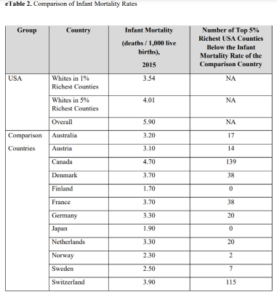 eTable 2. Comparison of Infant Mortality Rates
Group Country Infant Mortality Number of Top 5%
(deaths / 1,000 live Richest USA Counties
births), Below the Infant
2015 Mortality Rate of the
Comparison Country
USA Whites in 1% 3.54 NA
Richest Counties
Whites in 5% 4.01 NA
Richest Counties
Overall 5.90 NA
Comparison Australia 3.20 17
Countries Austria 3.10 14
Canada 4.70 139
Denmark 3.70 38
Finland 1.70 0
France 3.70 38
Germany 3.30 20
Japan 1.90 0
Netherlands 3.30 20
Norway 2.30 2
Sweden 2.50 7
Switzerland 3.90 115